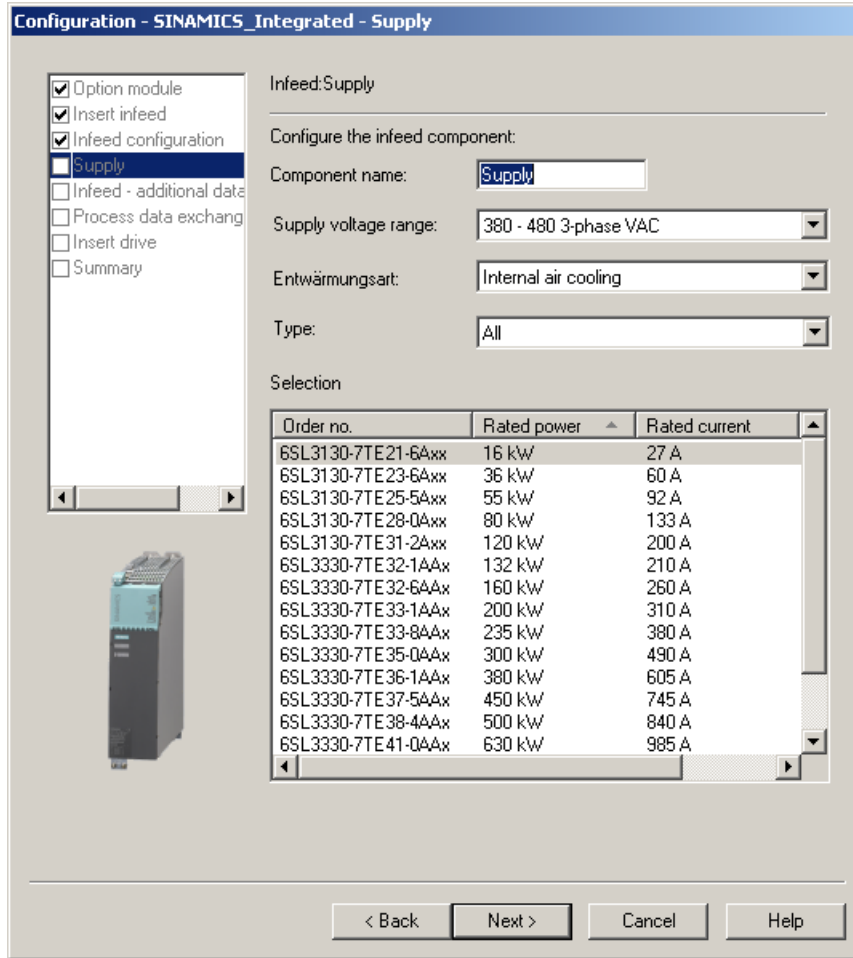 Configuration - SINAMICS_Integrated - Supply
Option module
Insert infeed
Infeed configuration
Supply
Infeed - additional data
Process data exchang
Insert drive
Summary
Infeed:Supply
Configure the infeed component:
Component name: Supply
Supply voltage range: 380 - 480 3-phase VAC
Entwärmungsart: Internal air cooling
Type: All
Selection
Order no. Rated power Rated current
6SL3130-7TE21-6Axx 16 kW 27 A
6SL3130-7TE23-6Axx 36 kW 60 A
6SL3130-7TE25-5Axx 55 kW 92 A
6SL3130-7TE28-0Axx 80 kW 133 A
6SL3130-7TE31-2Axx 120 kW 200 A
6SL3330-7TE32-1AAx 132 kW 210 A
6SL3330-7TE32-6AAx 160 kW 260 A
6SL3330-7TE33-1AAx 200 kW 310 A
6SL3330-7TE33-8AAx 235 kW 380 A
6SL3330-7TE35-0AAx 300 kW 490 A
6SL3330-7TE36-1AAx 380 kW 605 A
6SL3330-7TE37-5AAx 450 kW 745 A
6SL3330-7TE38-4AAx 500 kW 840 A
6SL3330-7TE41-0AAx 630 kW 985 A
< Back Next > Cancel Help